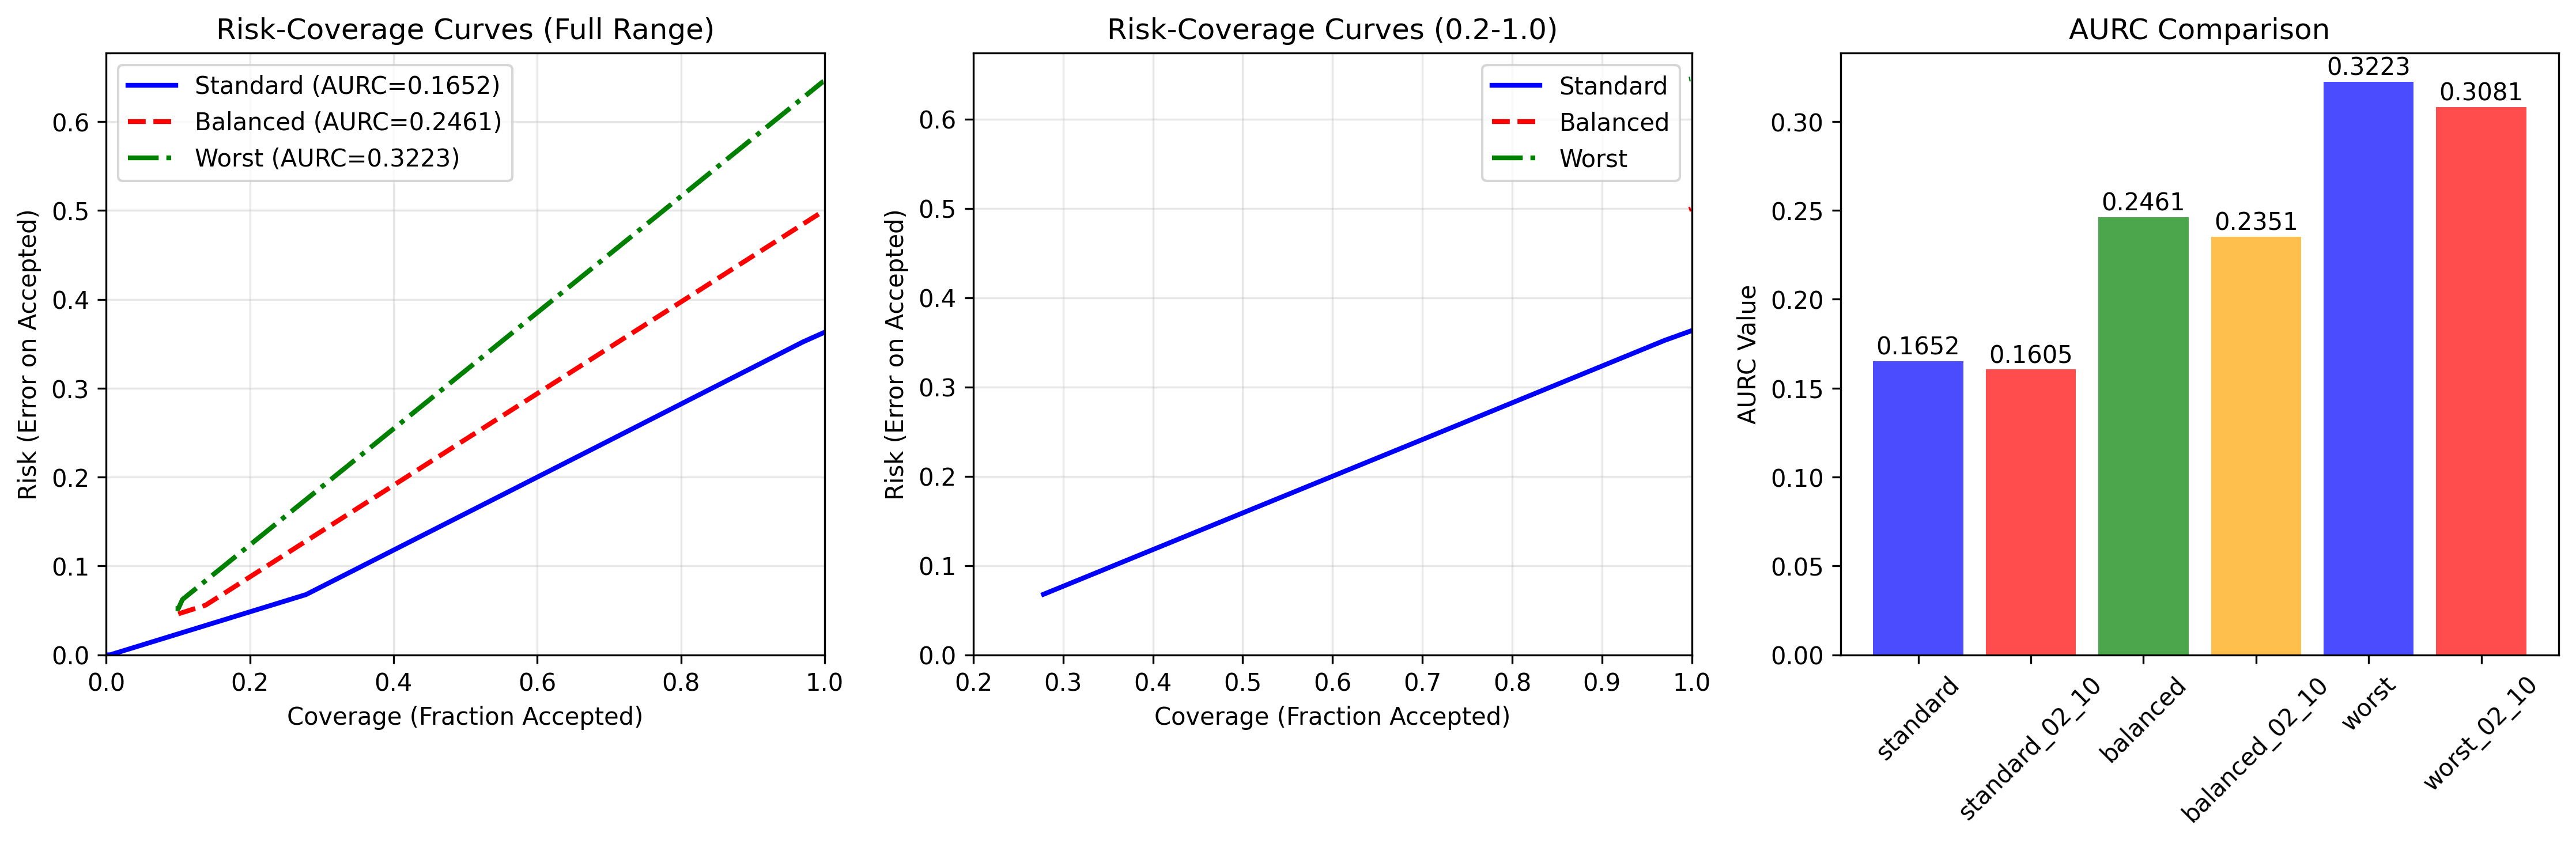 Risk-Coverage Curves (Full Range)
Standard (AURC=0.1652)
Balanced (AURC=0.2461)
Worst (AURC=0.3223)
Risk (Error on Accepted)
0.6
0.5
0.4
0.3
0.2
0.1
0.0
0.0 0.2 0.4 0.6 0.8 1.0
Coverage (Fraction Accepted)
Risk-Coverage Curves (0.2-1.0)
Standard
Balanced
Worst
Risk (Error on Accepted)
0.6
0.5
0.4
0.3
0.2
0.1
0.0
0.2 0.3 0.4 0.5 0.6 0.7 0.8 0.9 1.0
Coverage (Fraction Accepted)
AURC Comparison
AURC Value
0.30
0.25
0.20
0.15
0.10
0.05
0.00
0.1652
0.1605
0.2461
0.2351
0.3223
0.3081
standard
standard_02_10
balanced
balanced_02_10
worst
worst_02_10